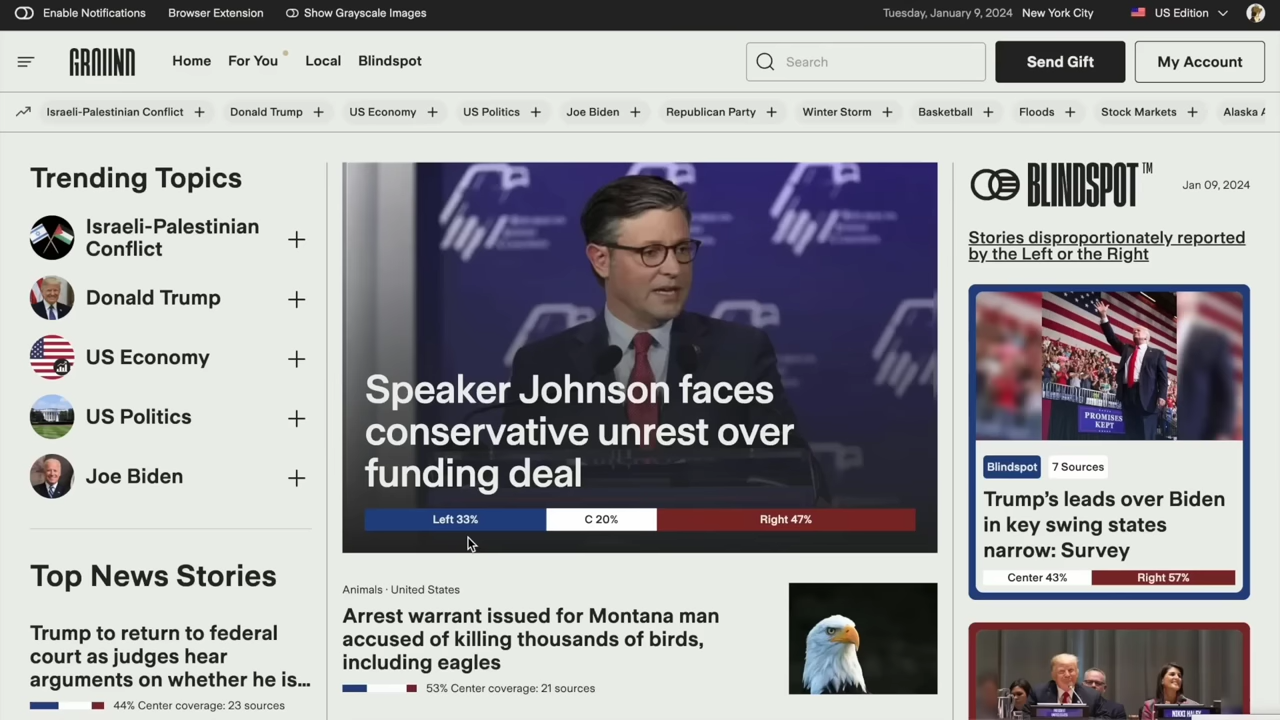 Enable Notifications
Browser Extension
Show Grayscale Images
Tuesday, January 9, 2024
New York City
US Edition
GROUND
Home
For You
Local
Blindspot
Search
Send Gift
My Account
Israeli-Palestinian Conflict +
Donald Trump +
US Economy +
US Politics +
Joe Biden +
Republican Party +
Winter Storm +
Basketball +
Floods +
Stock Markets +
Alaska
Trending Topics
Israeli-Palestinian
Conflict
Donald Trump
US Economy
US Politics
Joe Biden
Top News Stories
Trump to return to federal
court as judges hear
arguments on whether he is...
44% Center coverage: 23 sources
Speaker Johnson faces
conservative unrest over
funding deal
Left 33%
C 20%
Right 47%
Animals · United States
Arrest warrant issued for Montana man
accused of killing thousands of birds,
including eagles
53% Center coverage: 21 sources
BLINDSPOT™
Jan 09, 2024
Stories disproportionately reported
by the Left or the Right
PROMISES
KEPT
Blindspot
7 Sources
Trump's leads over Biden
in key swing states
narrow: Survey
Center 43%
Right 57%
NIKKI HALEY